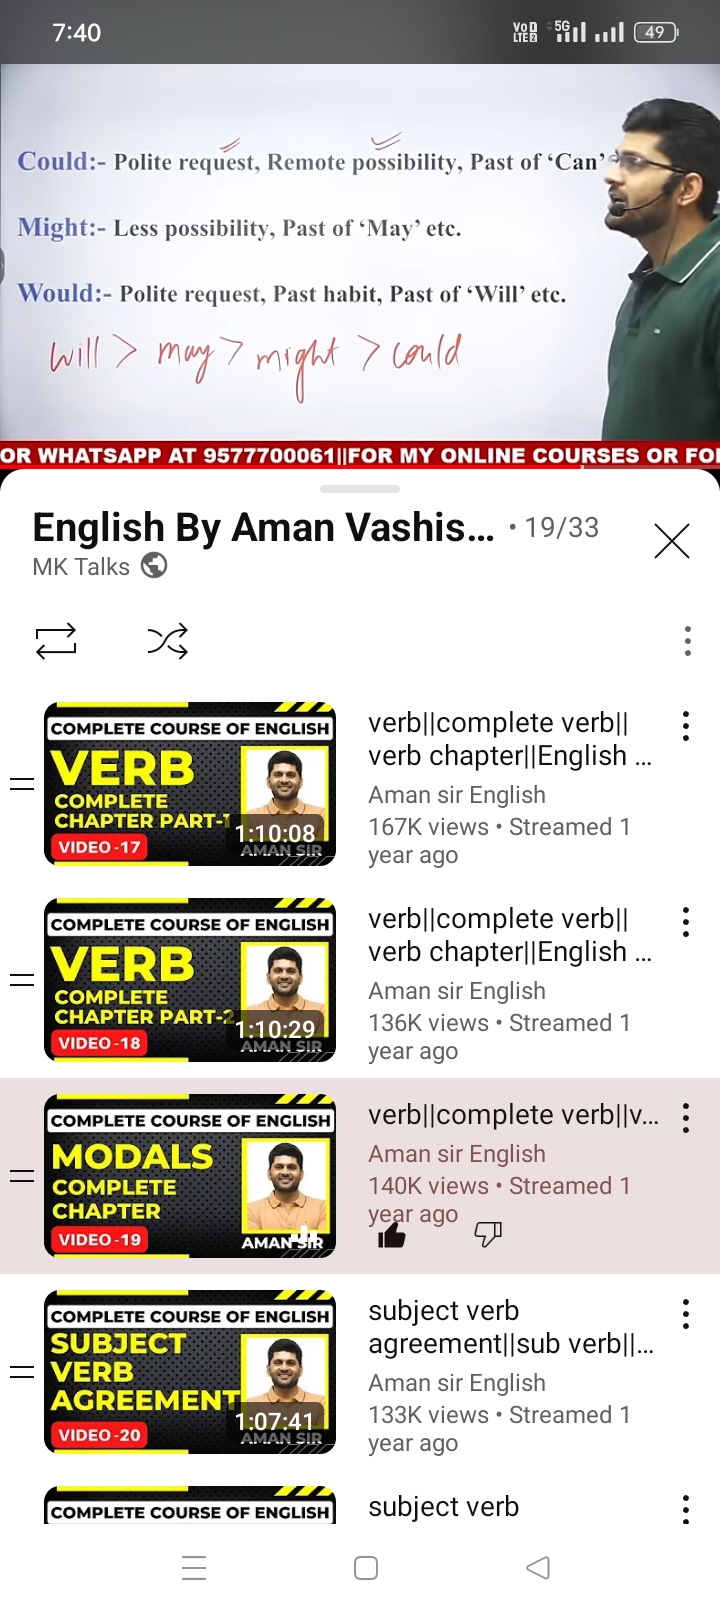 7:40
VoD LTE2 5G 49
Could:- Polite request, Remote possibility, Past of ‘Can’
Might:- Less possibility, Past of ‘May’ etc.
Would:- Polite request, Past habit, Past of ‘Will’ etc.
will > may > might > could
OR WHATSAPP AT 9577700061||FOR MY ONLINE COURSES OR FO
English By Aman Vashis... • 19/33
MK Talks
COMPLETE COURSE OF ENGLISH
VERB
COMPLETE
CHAPTER PART-1
1:10:08
VIDEO -17
AMAN SIR
verb||complete verb||
verb chapter||English ...
Aman sir English
167K views • Streamed 1
year ago
COMPLETE COURSE OF ENGLISH
VERB
COMPLETE
CHAPTER PART-2
1:10:29
VIDEO -18
AMAN SIR
verb||complete verb||
verb chapter||English ...
Aman sir English
136K views • Streamed 1
year ago
COMPLETE COURSE OF ENGLISH
MODALS
COMPLETE
CHAPTER
VIDEO -19
AMAN SIR
verb||complete verb||v...
Aman sir English
140K views • Streamed 1
year ago
COMPLETE COURSE OF ENGLISH
SUBJECT
VERB
AGREEMENT
1:07:41
VIDEO -20
AMAN SIR
subject verb
agreement||sub verb||...
Aman sir English
133K views • Streamed 1
year ago
COMPLETE COURSE OF ENGLISH
subject verb